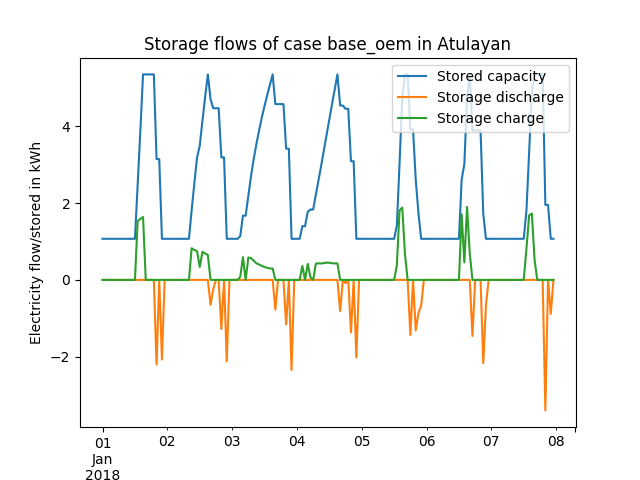 Storage flows of case base_oem in Atulayan
Stored capacity
Storage discharge
Storage charge
Electricity flow/stored in kWh
4
2
0
−2
01 02 03 04 05 06 07 08
Jan
2018